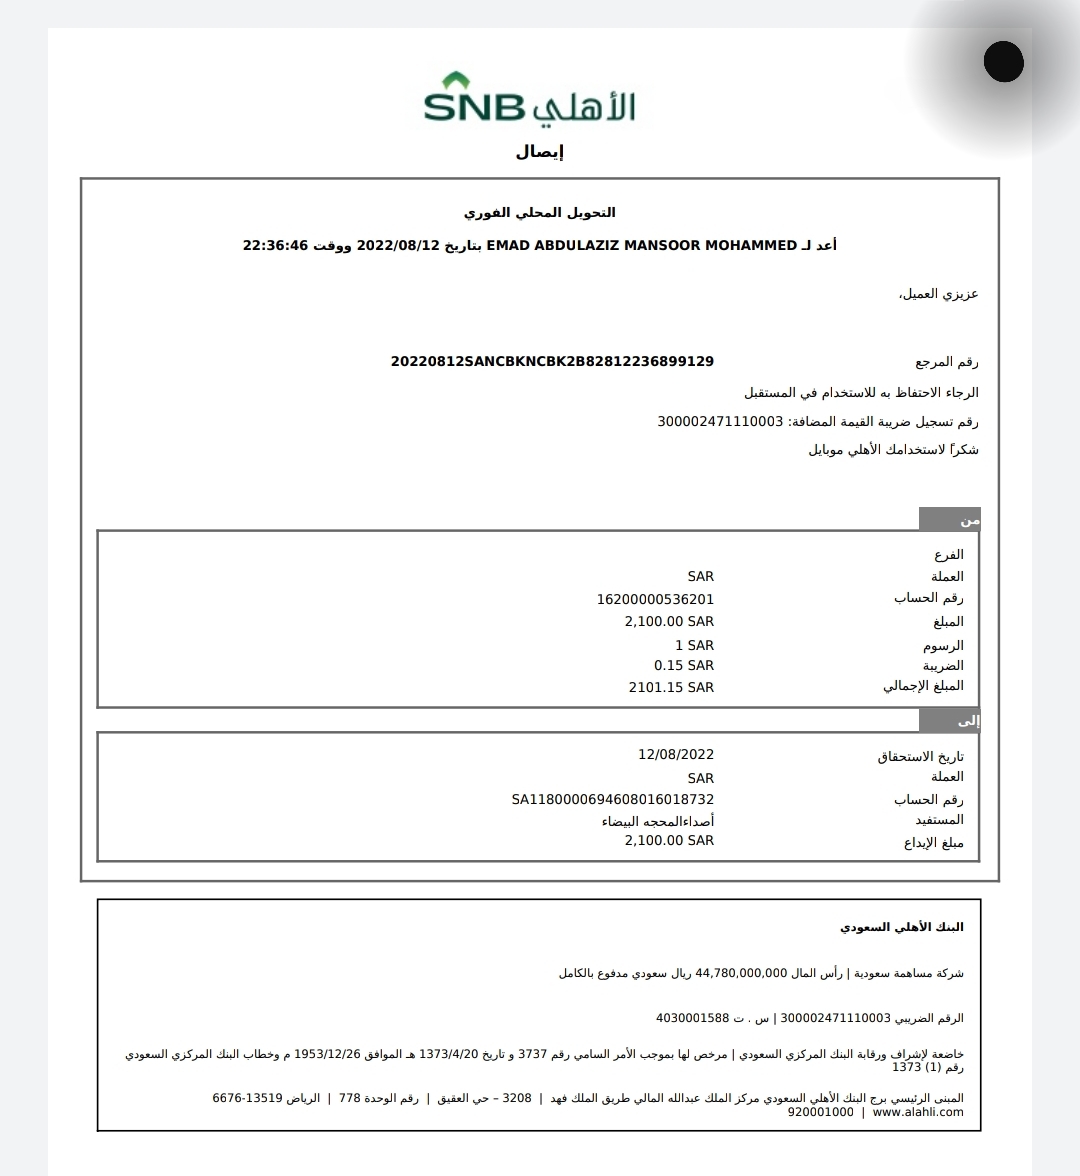 SNB الأهلي
إيصال
التحويل المحلي الفوري
أعد لـ EMAD ABDULAZIZ MANSOOR MOHAMMED بتاريخ 2022/08/12 ووقت 22:36:46
عزيزي العميل،
رقم المرجع 20220812SANCBKNCBK2B82812236899129
الرجاء الاحتفاظ به للاستخدام في المستقبل
رقم تسجيل ضريبة القيمة المضافة: 300002471110003
شكراً لاستخدامك الأهلي موبايل
من
الفرع
العملة SAR
رقم الحساب 16200000536201
المبلغ 2,100.00 SAR
الرسوم 1 SAR
الضريبة 0.15 SAR
المبلغ الإجمالي 2101.15 SAR
إلى
تاريخ الاستحقاق 12/08/2022
العملة SAR
رقم الحساب SA1180000694608016018732
المستفيد أصداءالمحجه البيضاء
مبلغ الإيداع 2,100.00 SAR
البنك الأهلي السعودي
شركة مساهمة سعودية | رأس المال 44,780,000,000 ريال سعودي مدفوع بالكامل
الرقم الضريبي 300002471110003 | س . ت 4030001588
خاضعة لإشراف ورقابة البنك المركزي السعودي | مرخص لها بموجب الأمر السامي رقم 3737 و تاريخ 1373/4/20 هـ الموافق 1953/12/26 م وخطاب البنك المركزي السعودي
رقم (1) 1373
المبنى الرئيسي برج البنك الأهلي السعودي مركز الملك عبدالله المالي طريق الملك فهد | 3208 – حي العقيق | رقم الوحدة 778 | الرياض 13519-6676
920001000 | www.alahli.com